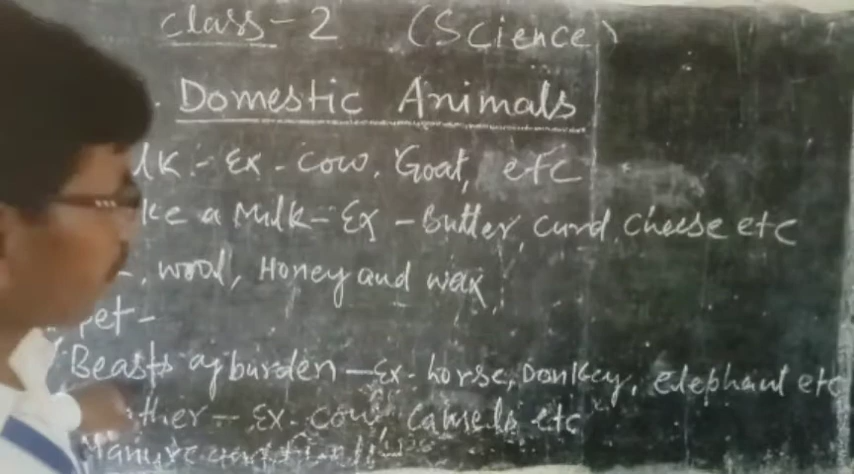 Class-2 (Science)
Domestic Animals
lk :- Ex - Cow, Goat, etc
ke a Milk - Ex - Butter, Curd, Cheese etc
-, wool, Honey and wax,
pet -
Beasts of burden - Ex - horse, Donkey, elephant etc
ther - Ex - Cow, Camels etc
Manure